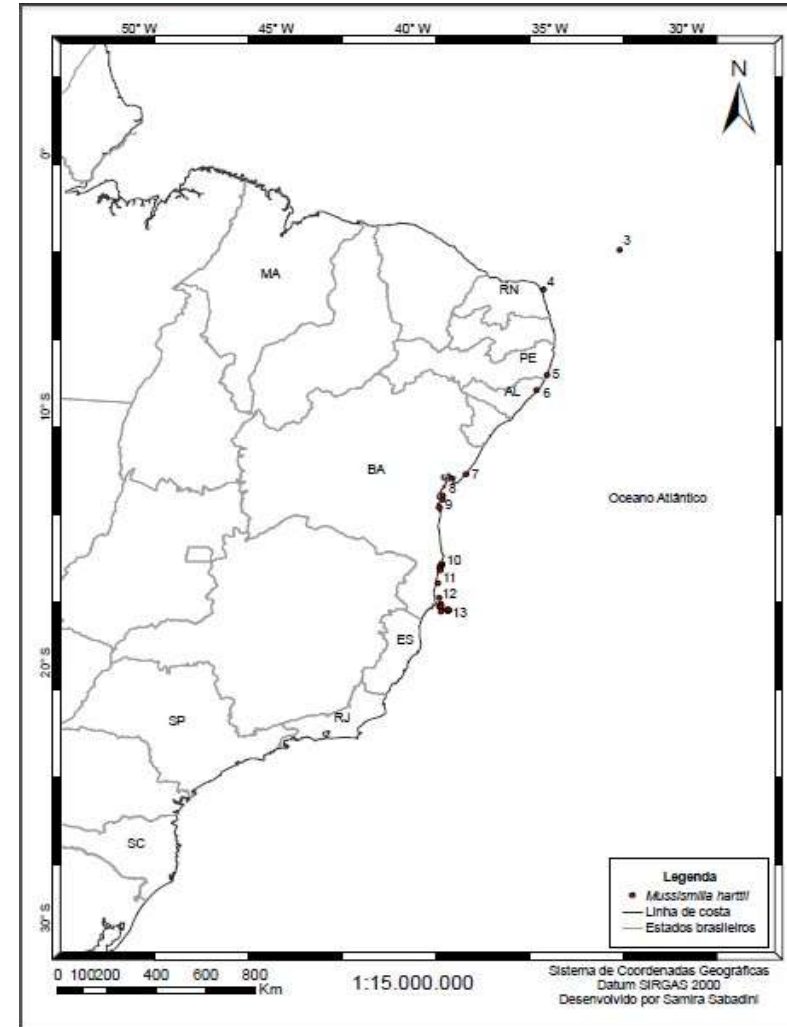 50° W 45° W 40° W 35° W 30° W
N
0°
3
4
MA
RN
PE
5
AL
6
10° S
BA
7
8
Oceano Atlântico
9
10
11
12
13
ES
20° S
SP
RJ
SC
30° S
Legenda
Mussismilia harttii
Linha de costa
Estados brasileiros
0 100200 400 600 800
Km
1:15.000.000
Sistema de Coordenadas Geográficas
Datum SIRGAS 2000
Desenvolvido por Samira Sabadini